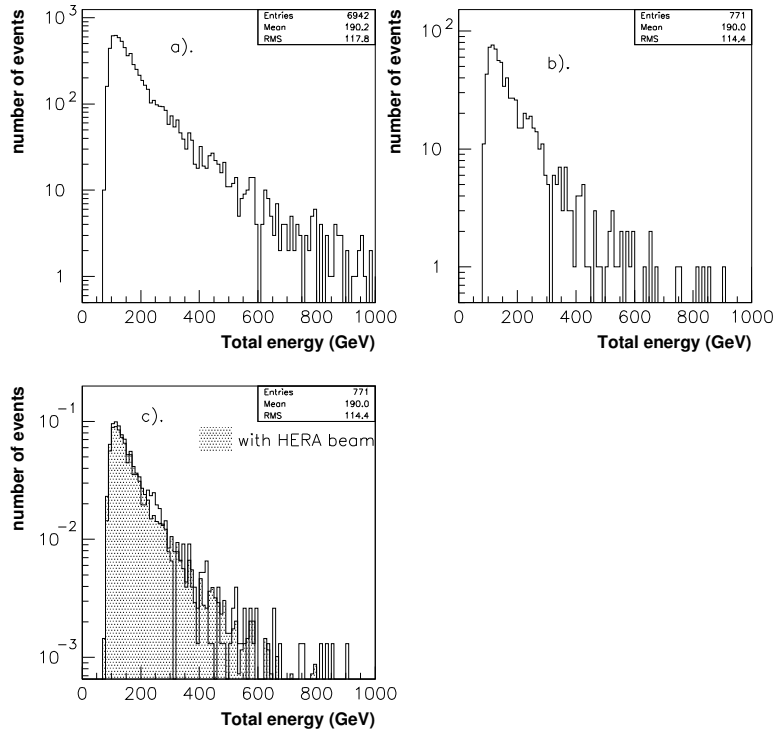 Entries 6942
Mean 190.2
RMS 117.8
a).
number of events
10^3
10^2
10
1
0 200 400 600 800 1000
Total energy (GeV)
Entries 771
Mean 190.0
RMS 114.4
b).
number of events
10^2
10
1
0 200 400 600 800 1000
Total energy (GeV)
Entries 771
Mean 190.0
RMS 114.4
c).
with HERA beam
number of events
10^-1
10^-2
10^-3
0 200 400 600 800 1000
Total energy (GeV)